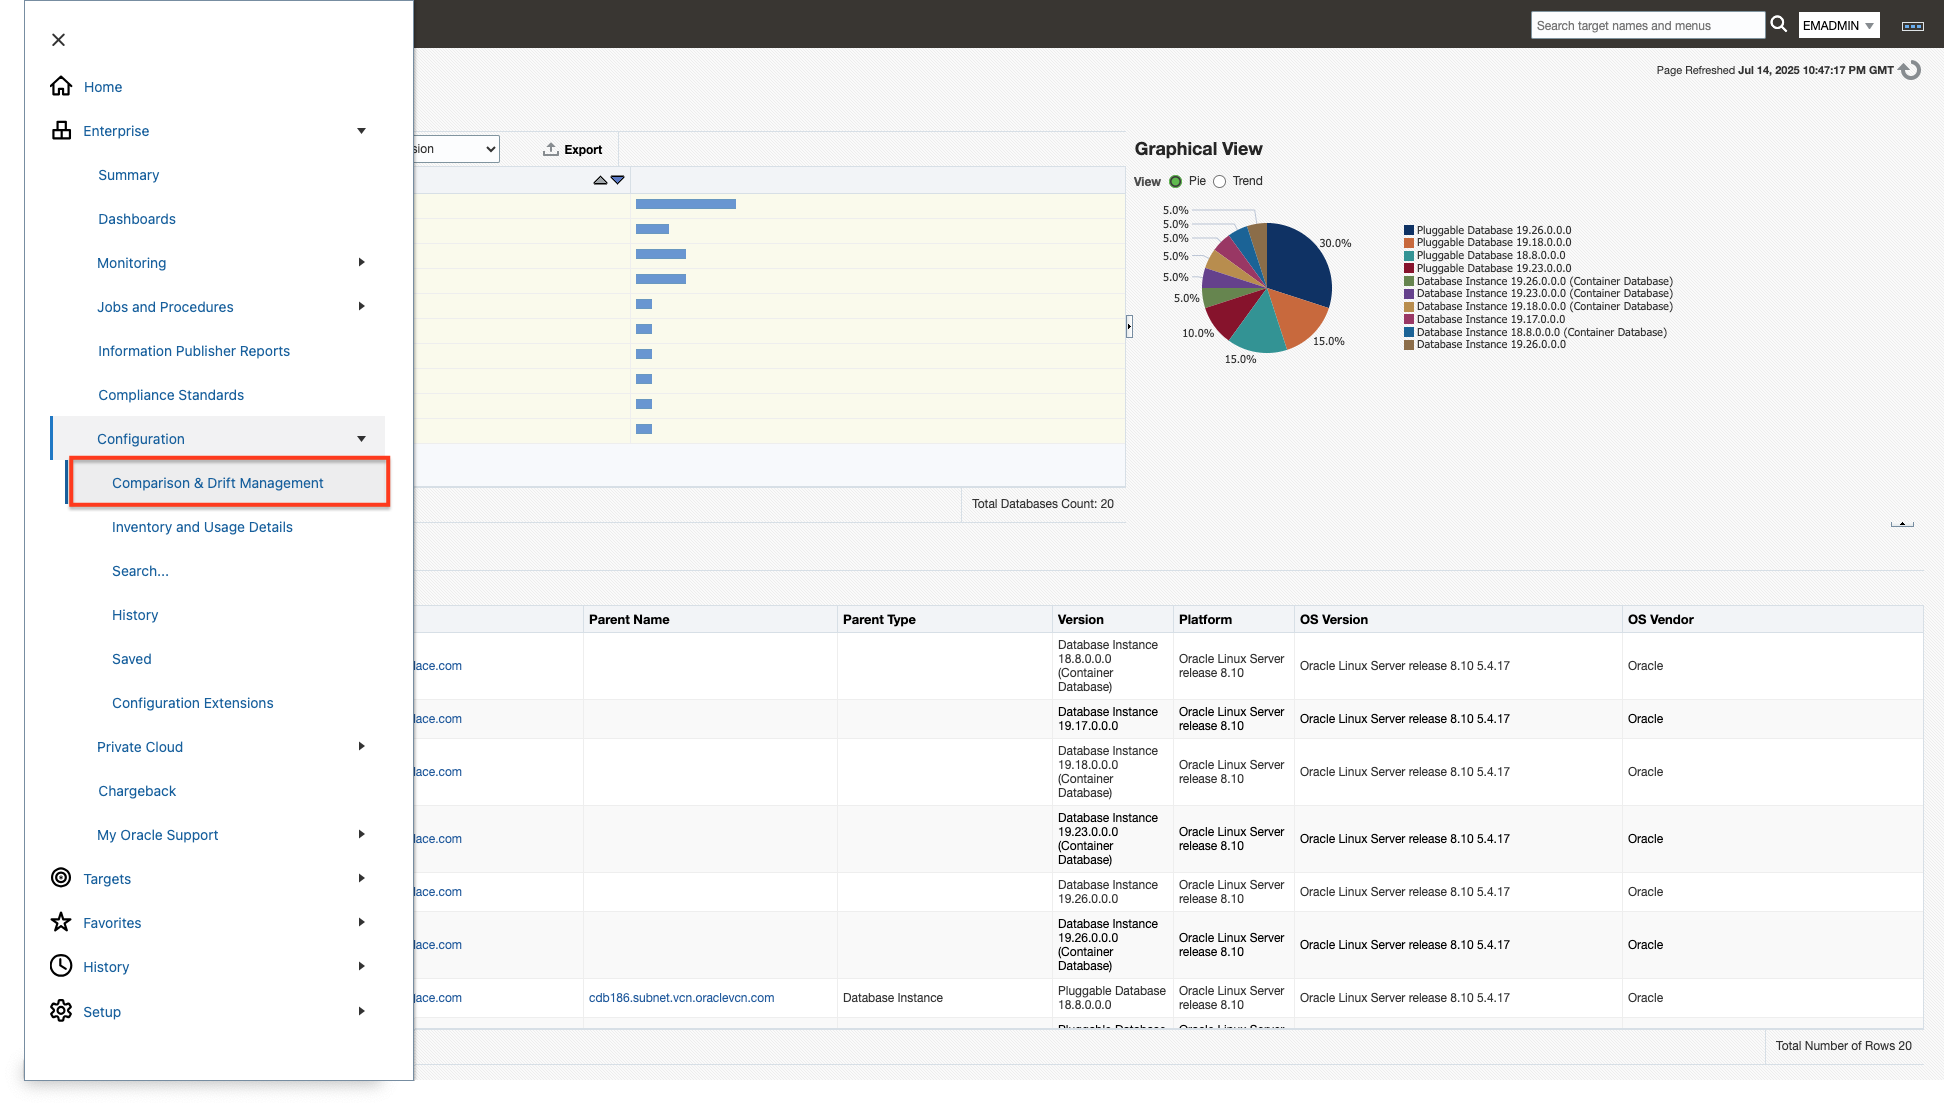 Search target names and menus
EMADMIN
Page Refreshed Jul 14, 2025 10:47:17 PM GMT
Home
Enterprise
Summary
Dashboards
Monitoring
Jobs and Procedures
Information Publisher Reports
Compliance Standards
Configuration
Comparison & Drift Management
Inventory and Usage Details
Search...
History
Saved
Configuration Extensions
Private Cloud
Chargeback
My Oracle Support
Targets
Favorites
History
Setup
Export
Total Databases Count: 20
Graphical View
View Pie Trend
5.0%
5.0%
5.0%
5.0%
5.0%
5.0%
10.0%
15.0%
15.0%
30.0%
Pluggable Database 19.26.0.0.0
Pluggable Database 19.18.0.0.0
Pluggable Database 18.8.0.0.0
Pluggable Database 19.23.0.0.0
Database Instance 19.26.0.0.0 (Container Database)
Database Instance 19.23.0.0.0 (Container Database)
Database Instance 19.18.0.0.0 (Container Database)
Database Instance 19.17.0.0.0
Database Instance 18.8.0.0.0 (Container Database)
Database Instance 19.26.0.0.0
Parent Name Parent Type Version Platform OS Version OS Vendor
lace.com
Database Instance
18.8.0.0.0
(Container
Database)
Oracle Linux Server
release 8.10
Oracle Linux Server release 8.10 5.4.17
Oracle
lace.com
Database Instance
19.17.0.0.0
Oracle Linux Server
release 8.10
Oracle Linux Server release 8.10 5.4.17
Oracle
lace.com
Database Instance
19.18.0.0.0
(Container
Database)
Oracle Linux Server
release 8.10
Oracle Linux Server release 8.10 5.4.17
Oracle
lace.com
Database Instance
19.23.0.0.0
(Container
Database)
Oracle Linux Server
release 8.10
Oracle Linux Server release 8.10 5.4.17
Oracle
lace.com
Database Instance
19.26.0.0.0
Oracle Linux Server
release 8.10
Oracle Linux Server release 8.10 5.4.17
Oracle
lace.com
Database Instance
19.26.0.0.0
(Container
Database)
Oracle Linux Server
release 8.10
Oracle Linux Server release 8.10 5.4.17
Oracle
lace.com
cdb186.subnet.vcn.oraclevcn.com
Database Instance
Pluggable Database
18.8.0.0.0
Oracle Linux Server
release 8.10
Oracle Linux Server release 8.10 5.4.17
Oracle
Total Number of Rows 20